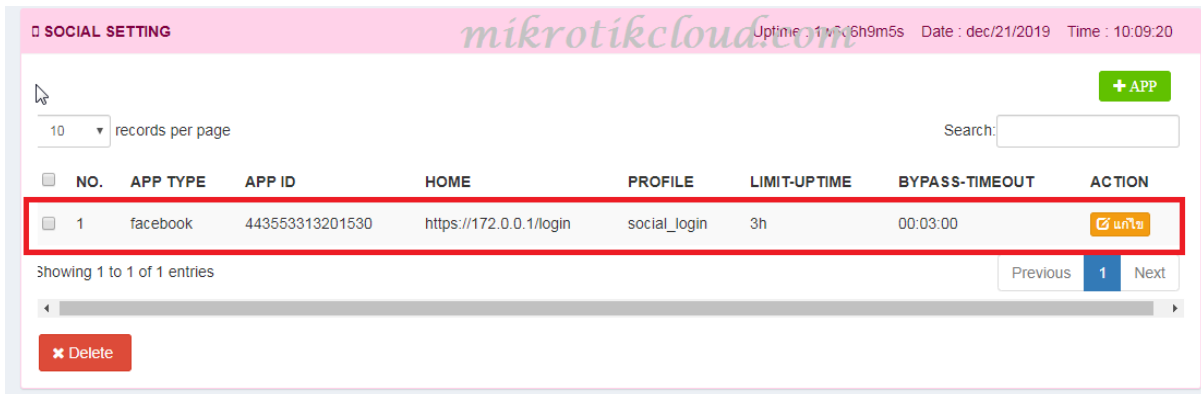 SOCIAL SETTING
mikrotikcloud.com
Date : dec/21/2019 Time : 10:09:20
+ APP
10 records per page Search:
NO. APP TYPE APP ID HOME PROFILE LIMIT-UPTIME BYPASS-TIMEOUT ACTION
1 facebook 443553313201530 https://172.0.0.1/login social_login 3h 00:03:00 แก้ไข
Showing 1 to 1 of 1 entries Previous 1 Next
Delete